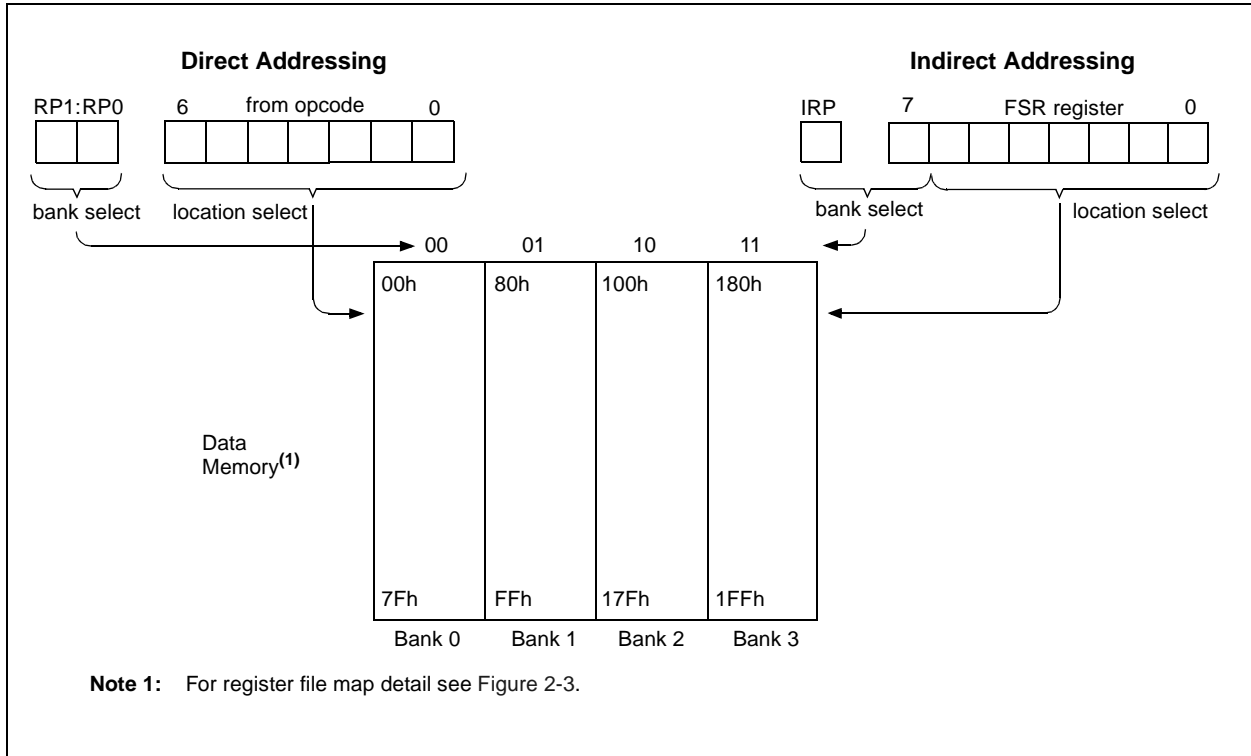 Direct Addressing
Indirect Addressing
RP1:RP0 6 from opcode 0
IRP 7 FSR register 0
bank select location select
bank select location select
00 01 10 11
00h 80h 100h 180h
Data
Memory(1)
7Fh FFh 17Fh 1FFh
Bank 0 Bank 1 Bank 2 Bank 3
Note 1: For register file map detail see Figure 2-3.